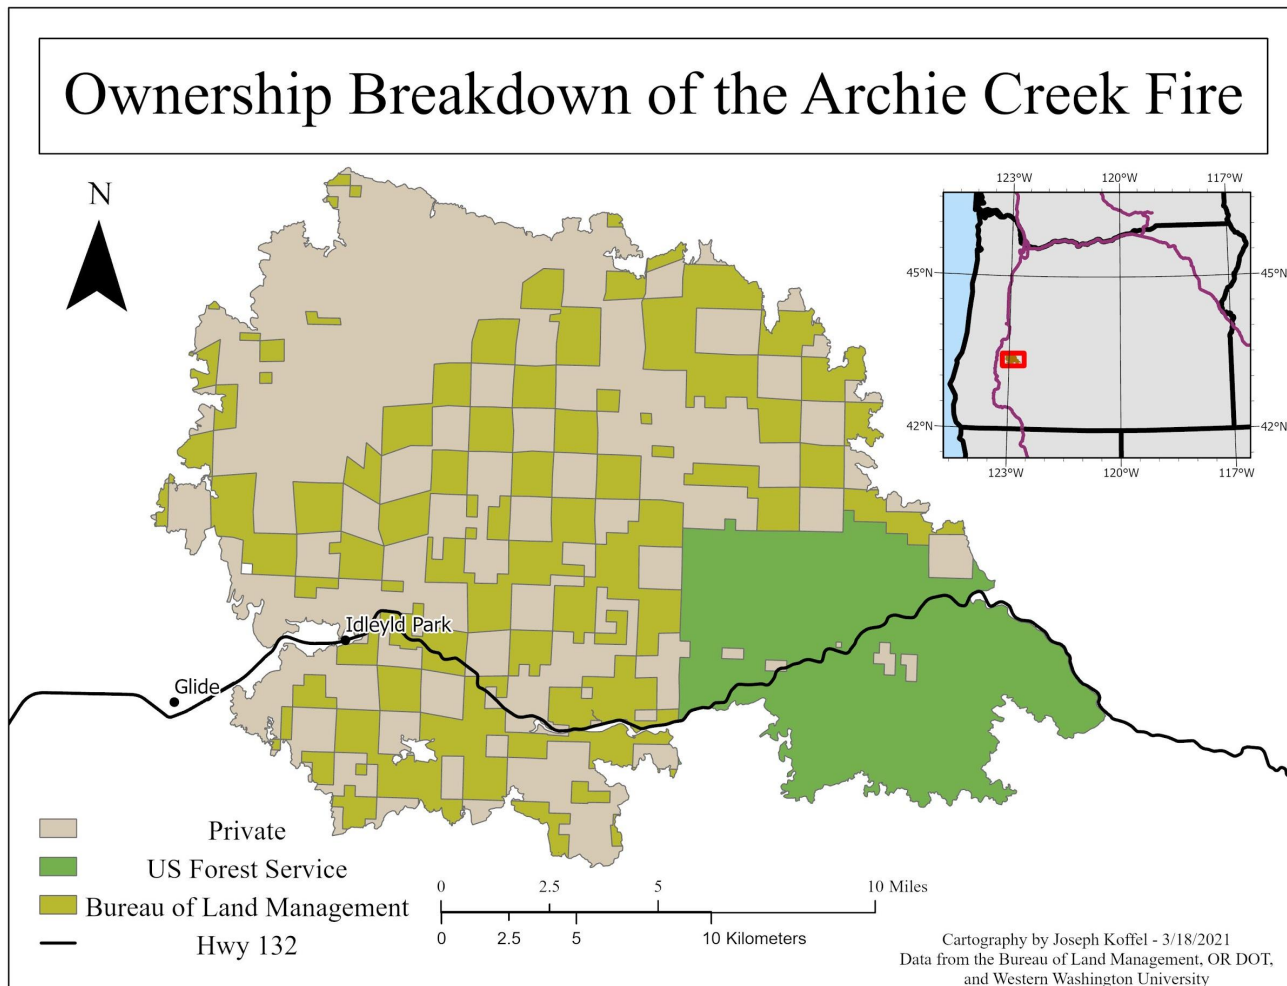 Ownership Breakdown of the Archie Creek Fire
N
123°W
120°W
117°W
45°N
45°N
42°N
42°N
123°W
120°W
117°W
Idleyld Park
Glide
Private
US Forest Service
Bureau of Land Management
Hwy 132
0 2.5 5 10 Miles
0 2.5 5 10 Kilometers
Cartography by Joseph Koffel - 3/18/2021
Data from the Bureau of Land Management, OR DOT,
and Western Washington University